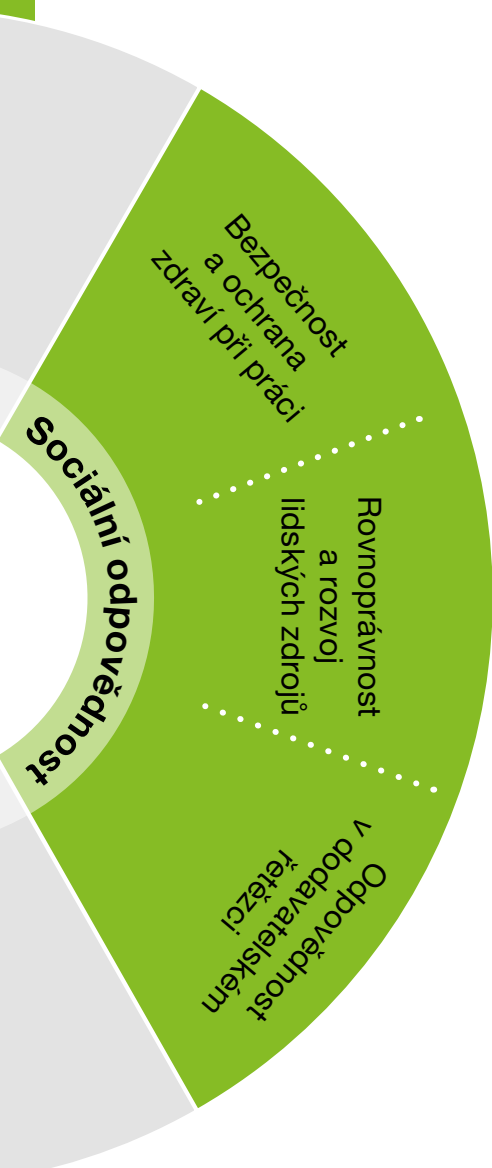 Sociální odpovědnost
Bezpečnost
a ochrana
zdraví při práci
Rovnoprávnost
a rozvoj
lidských zdrojů
Odpovědnost
v dodavatelském
řetězci